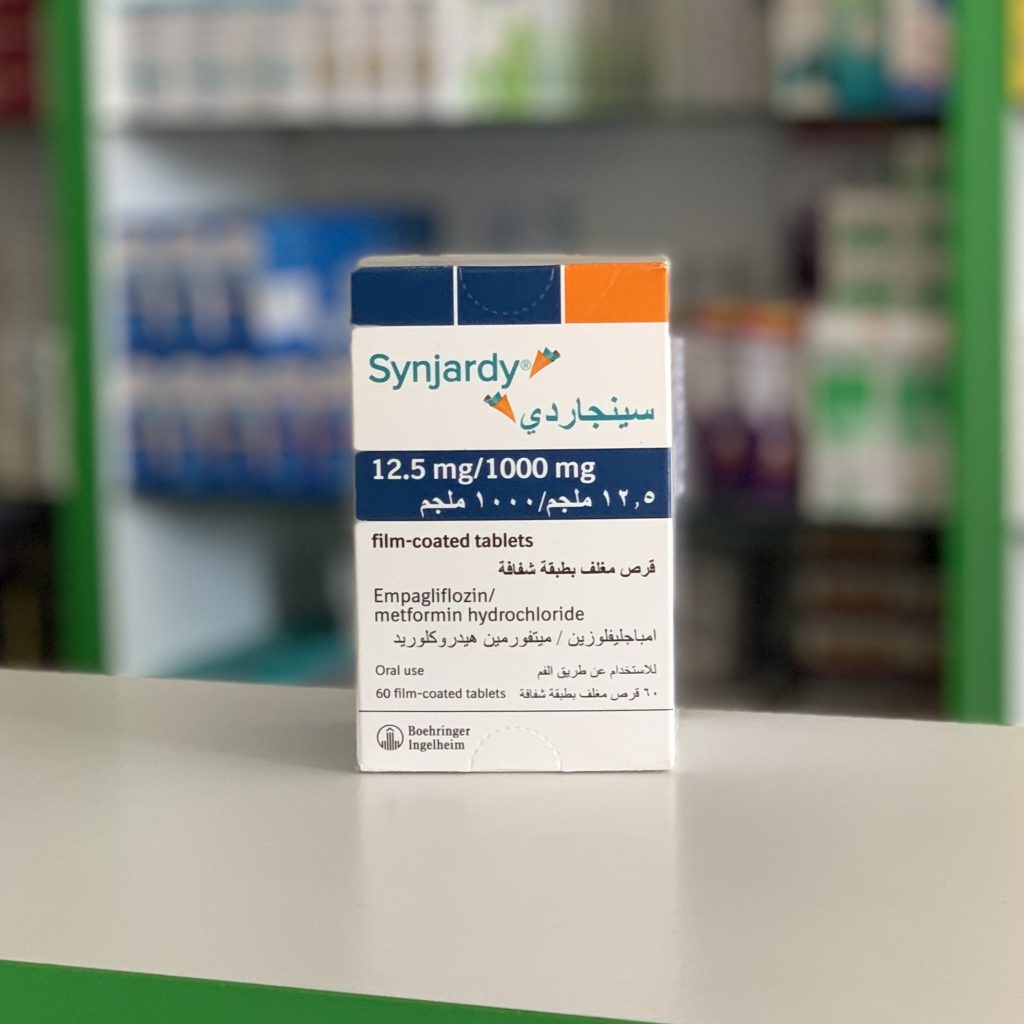 Synjardy®
سينجاردي
12.5 mg/1000 mg
١٢,٥ ملجم/١٠٠٠ ملجم
film-coated tablets
قرص مغلف بطبقة شفافة
Empagliflozin/
metformin hydrochloride
امباجليفلوزين / ميتفورمين هيدروكلوريد
Oral use للاستخدام عن طريق الفم
60 film-coated tablets ٦٠ قرص مغلف بطبقة شفافة
Boehringer
Ingelheim